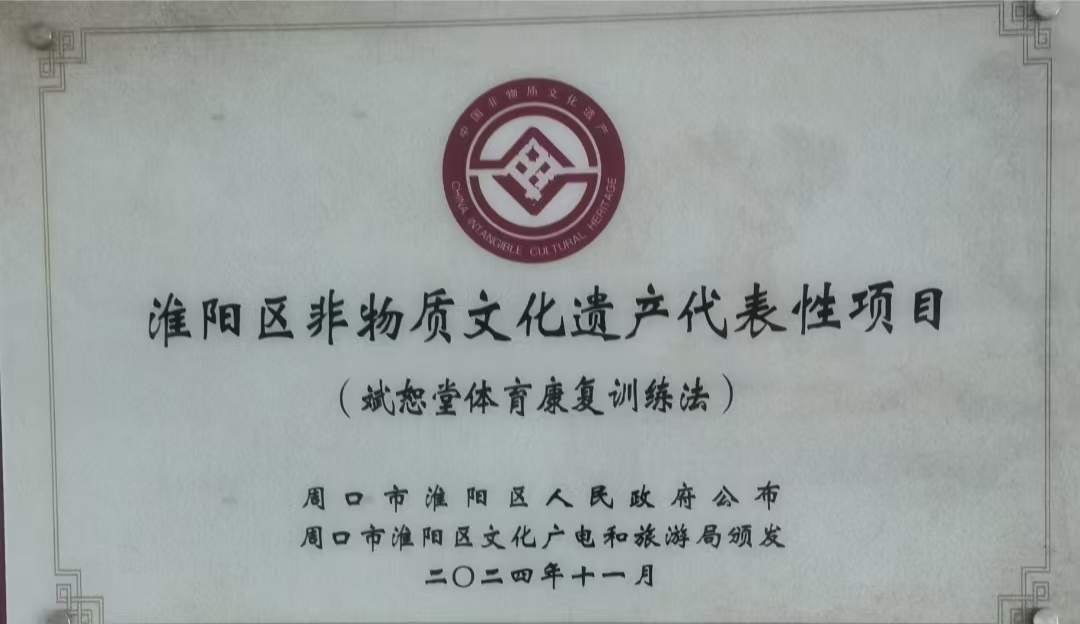 中国非物质文化遗产
CHINA INTANGIBLE CULTURAL HERITAGE
淮阳区非物质文化遗产代表性项目
（斌恕堂体育康复训练法）
周口市淮阳区人民政府公布
周口市淮阳区文化广电和旅游局颁发
二〇二四年十一月